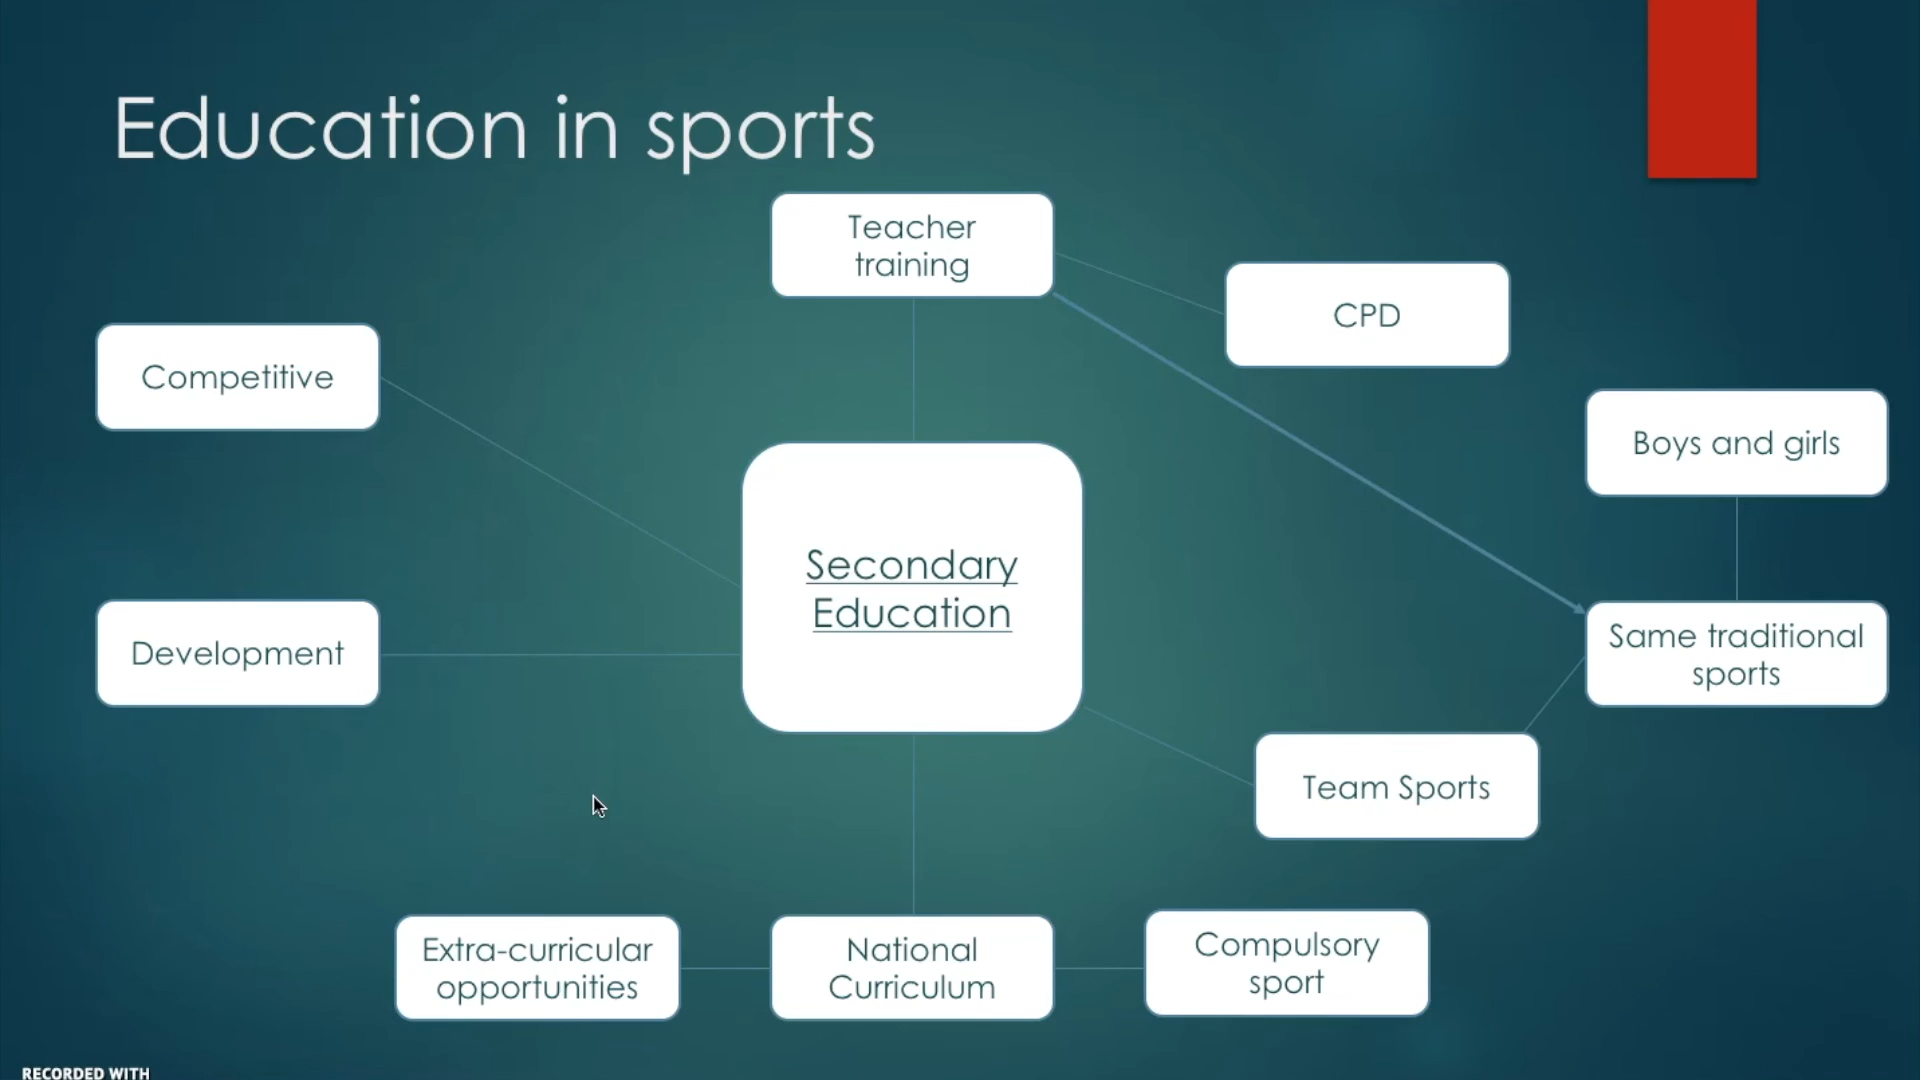 Education in sports
Teacher
training
CPD
Competitive
Boys and girls
Secondary
Education
Same traditional
sports
Development
Team Sports
Extra-curricular
opportunities
National
Curriculum
Compulsory
sport
RECORDED WITH